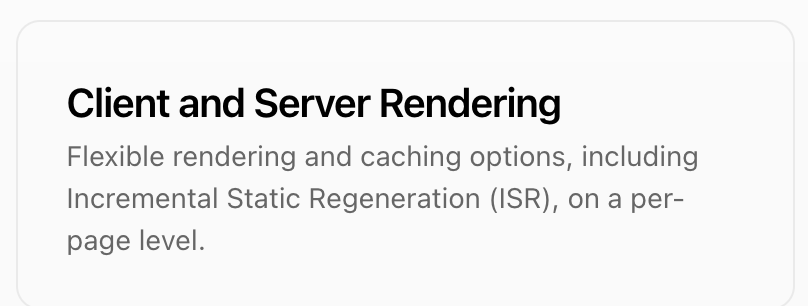 Client and Server Rendering
Flexible rendering and caching options, including
Incremental Static Regeneration (ISR), on a per-
page level.